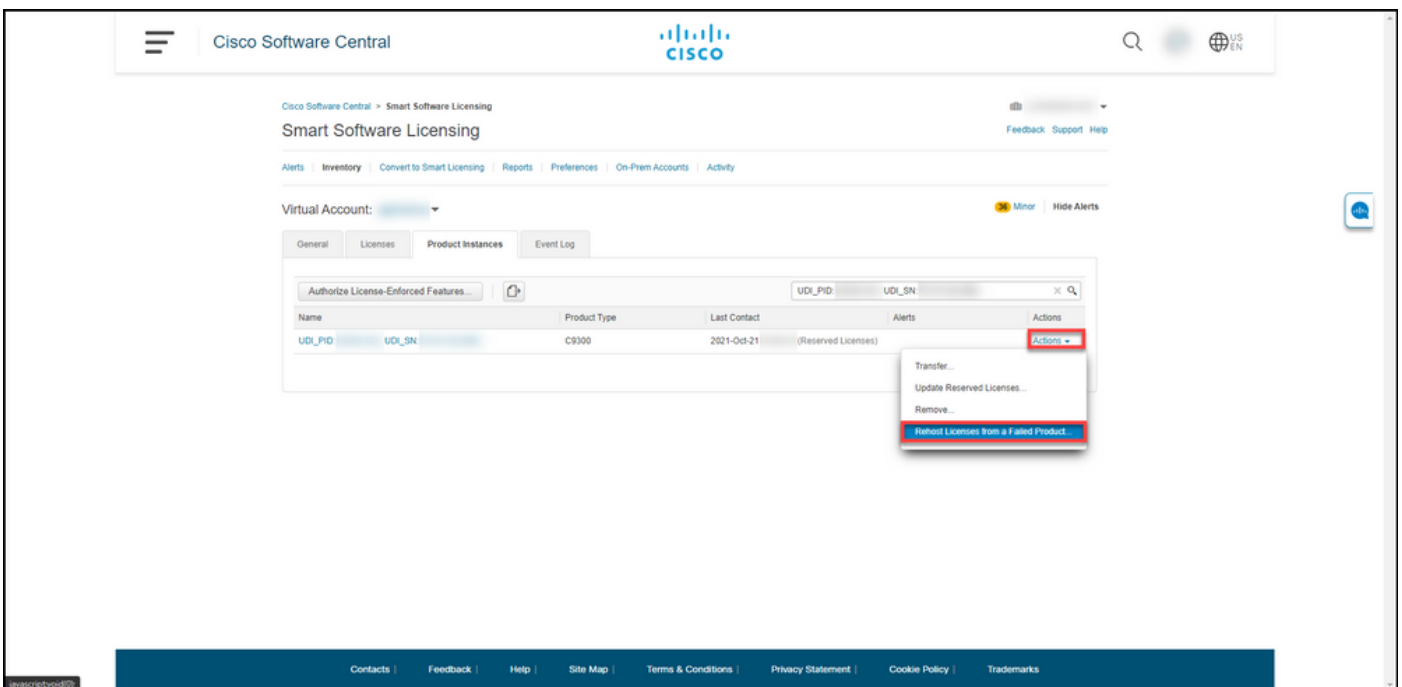 Cisco Software Central
CISCO
US
EN
Cisco Software Central > Smart Software Licensing
Smart Software Licensing
Feedback Support Help
Alerts | Inventory | Convert to Smart Licensing | Reports | Preferences | On-Prem Accounts | Activity
Virtual Account:
36 Minor | Hide Alerts
General Licenses Product Instances Event Log
Authorize License-Enforced Features...
UDI_PID: UDI_SN:
Name Product Type Last Contact Alerts Actions
UDI_PID: UDI_SN: C9300 2021-Oct-21 (Reserved Licenses) Actions
Transfer...
Update Reserved Licenses...
Remove...
Rehost Licenses from a Failed Product...
Contacts | Feedback | Help | Site Map | Terms & Conditions | Privacy Statement | Cookie Policy | Trademarks
javascript:void(0);